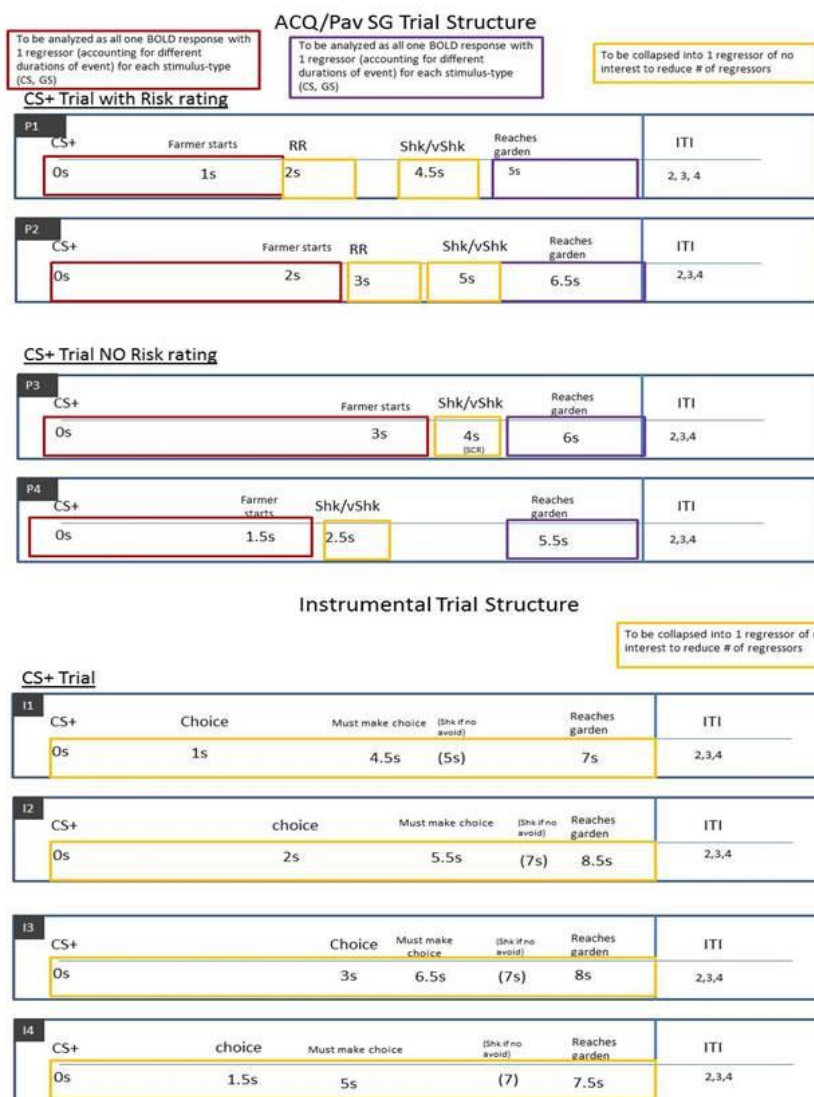 ACQ/Pav SG Trial Structure
To be analyzed as all one BOLD response with
1 regressor (accounting for different
durations of event) for each stimulus-type
(CS, GS)
To be analyzed as all one BOLD response with
1 regressor (accounting for different
durations of event) for each stimulus-type
(CS, GS)
To be collapsed into 1 regressor of no
interest to reduce # of regressors
CS+ Trial with Risk rating
P1
CS+ Farmer starts RR Shk/vShk Reaches garden ITI
0s 1s 2s 4.5s 5s 2, 3, 4
P2
CS+ Farmer starts RR Shk/vShk Reaches garden ITI
0s 2s 3s 5s 6.5s 2,3,4
CS+ Trial NO Risk rating
P3
CS+ Farmer starts Shk/vShk Reaches garden ITI
0s 3s 4s 6s 2,3,4
(SCR)
P4
CS+ Farmer starts Shk/vShk Reaches garden ITI
0s 1.5s 2.5s 5.5s 2,3,4
Instrumental Trial Structure
To be collapsed into 1 regressor of
interest to reduce # of regressors
CS+ Trial
I1
CS+ Choice Must make choice (Shk if no avoid) Reaches garden ITI
0s 1s 4.5s (5s) 7s 2,3,4
I2
CS+ choice Must make choice (Shk if no avoid) Reaches garden ITI
0s 2s 5.5s (7s) 8.5s 2,3,4
I3
CS+ Choice Must make choice (Shk if no avoid) Reaches garden ITI
0s 3s 6.5s (7s) 8s 2,3,4
I4
CS+ choice Must make choice (Shk if no avoid) Reaches garden ITI
0s 1.5s 5s (7) 7.5s 2,3,4